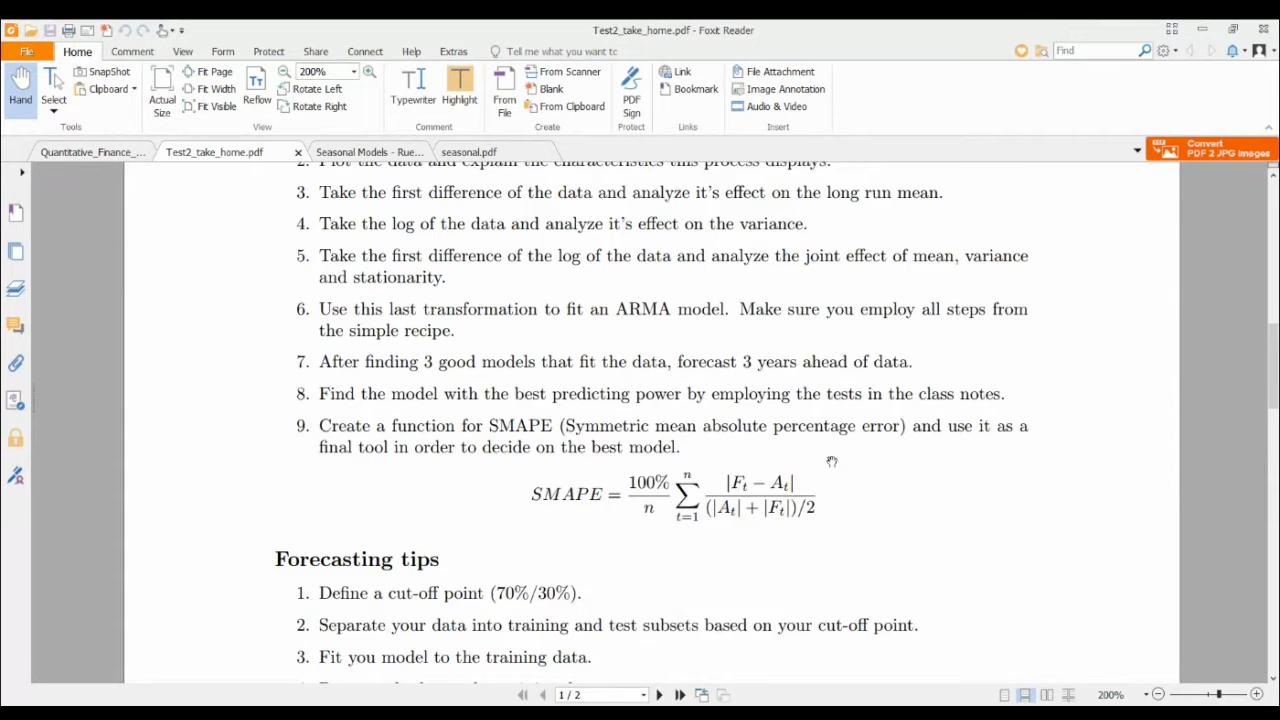 Test2_take_home.pdf - Foxit Reader
File Home Comment View Form Protect Share Connect Help Extras Tell me what you want tc Find
Hand
Select
SnapShot
Clipboard
Tools
Actual Size
Fit Page
Fit Width
Fit Visible
Reflow
200%
Rotate Left
Rotate Right
View
Typewriter
Highlight
Comment
From File
From Scanner
Blank
From Clipboard
Create
PDF Sign
Protect
Link
Bookmark
Links
File Attachment
Image Annotation
Audio & Video
Insert
Quantitative_Finance_... Test2_take_home.pdf Seasonal Models - Rue... seasonal.pdf
Convert
PDF 2 JPG Images
2. Plot the data and explain the characteristics this process displays.
3. Take the first difference of the data and analyze it's effect on the long run mean.
4. Take the log of the data and analyze it's effect on the variance.
5. Take the first difference of the log of the data and analyze the joint effect of mean, variance
and stationarity.
6. Use this last transformation to fit an ARMA model. Make sure you employ all steps from
the simple recipe.
7. After finding 3 good models that fit the data, forecast 3 years ahead of data.
8. Find the model with the best predicting power by employing the tests in the class notes.
9. Create a function for SMAPE (Symmetric mean absolute percentage error) and use it as a
final tool in order to decide on the best model.
SMAPE = 100%/n ∑_{t=1}^{n} |F_t − A_t| / ((|A_t| + |F_t|)/2)
Forecasting tips
1. Define a cut-off point (70%/30%).
2. Separate your data into training and test subsets based on your cut-off point.
3. Fit you model to the training data.
1 / 2
200%